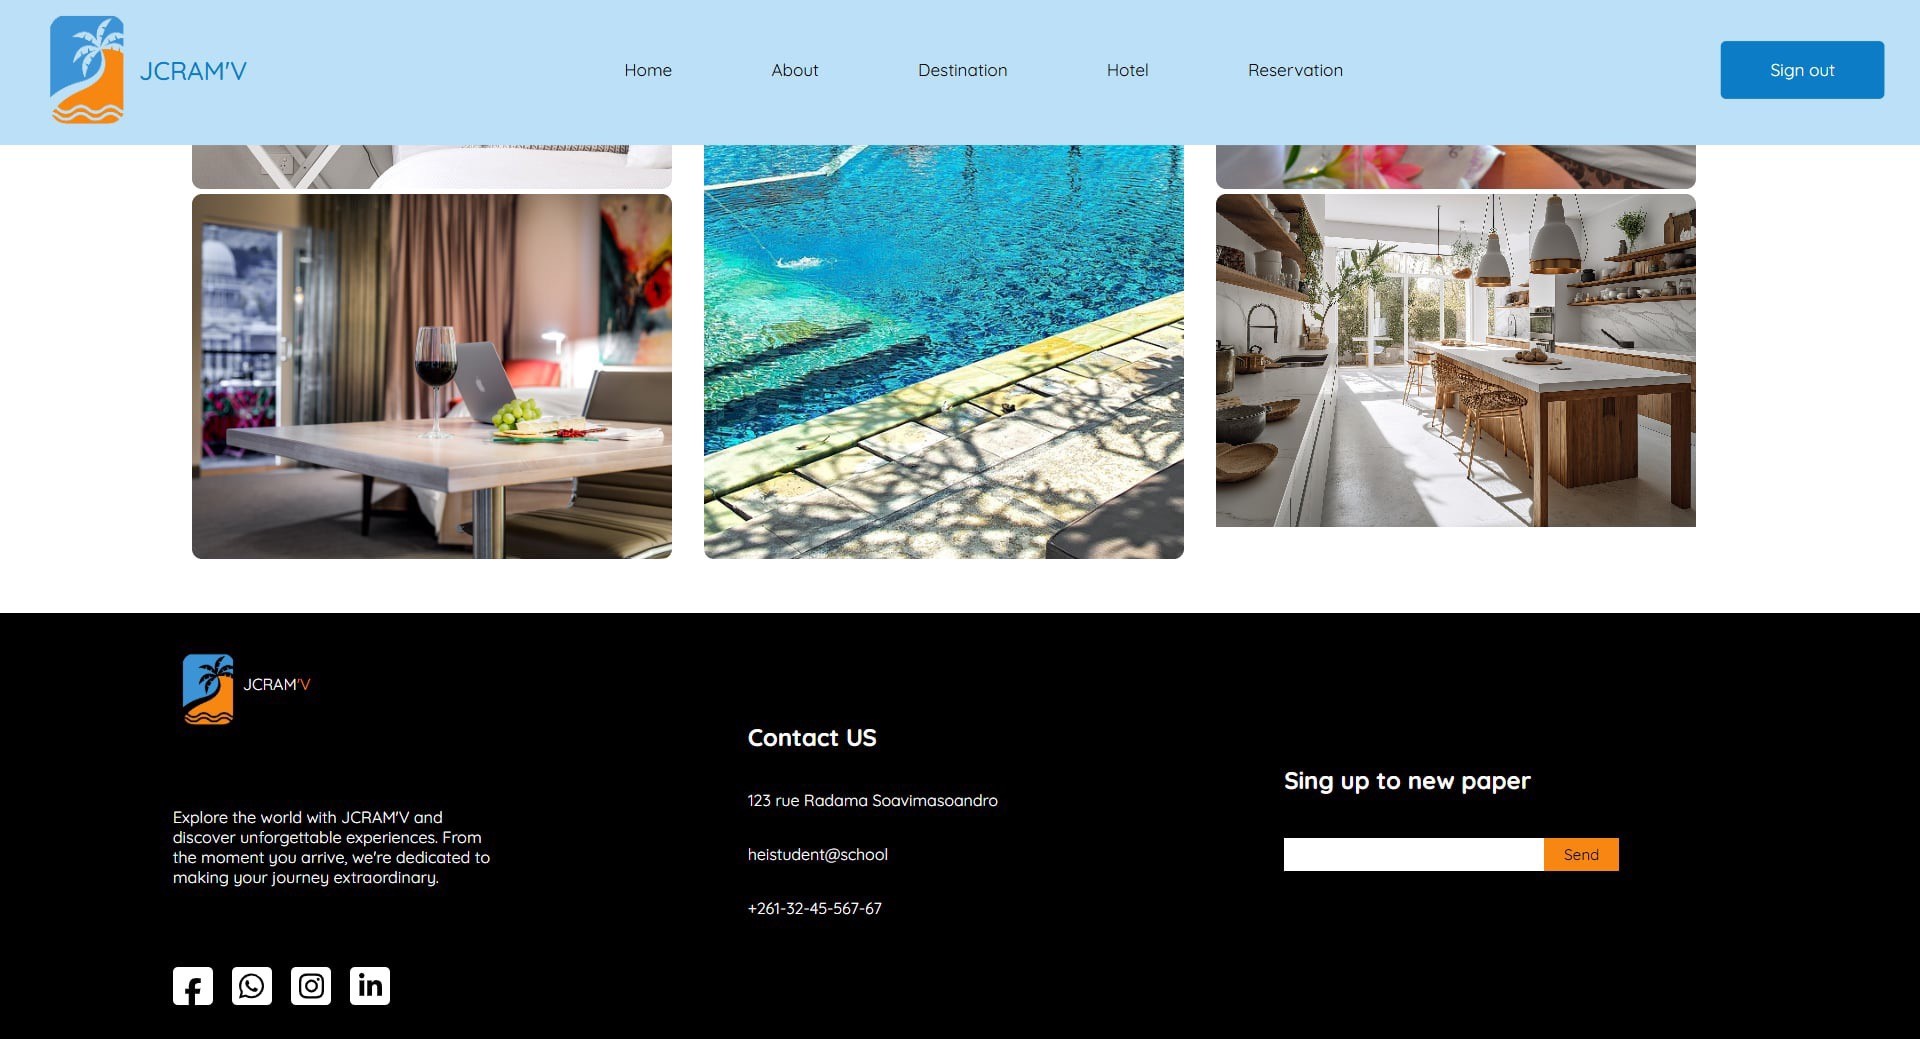 JCRAM'V
Home
About
Destination
Hotel
Reservation
Sign out
JCRAM'V
Explore the world with JCRAM'V and
discover unforgettable experiences. From
the moment you arrive, we're dedicated to
making your journey extraordinary.
Contact US
123 rue Radama Soavimasoandro
heistudent@school
+261-32-45-567-67
Sing up to new paper
Send